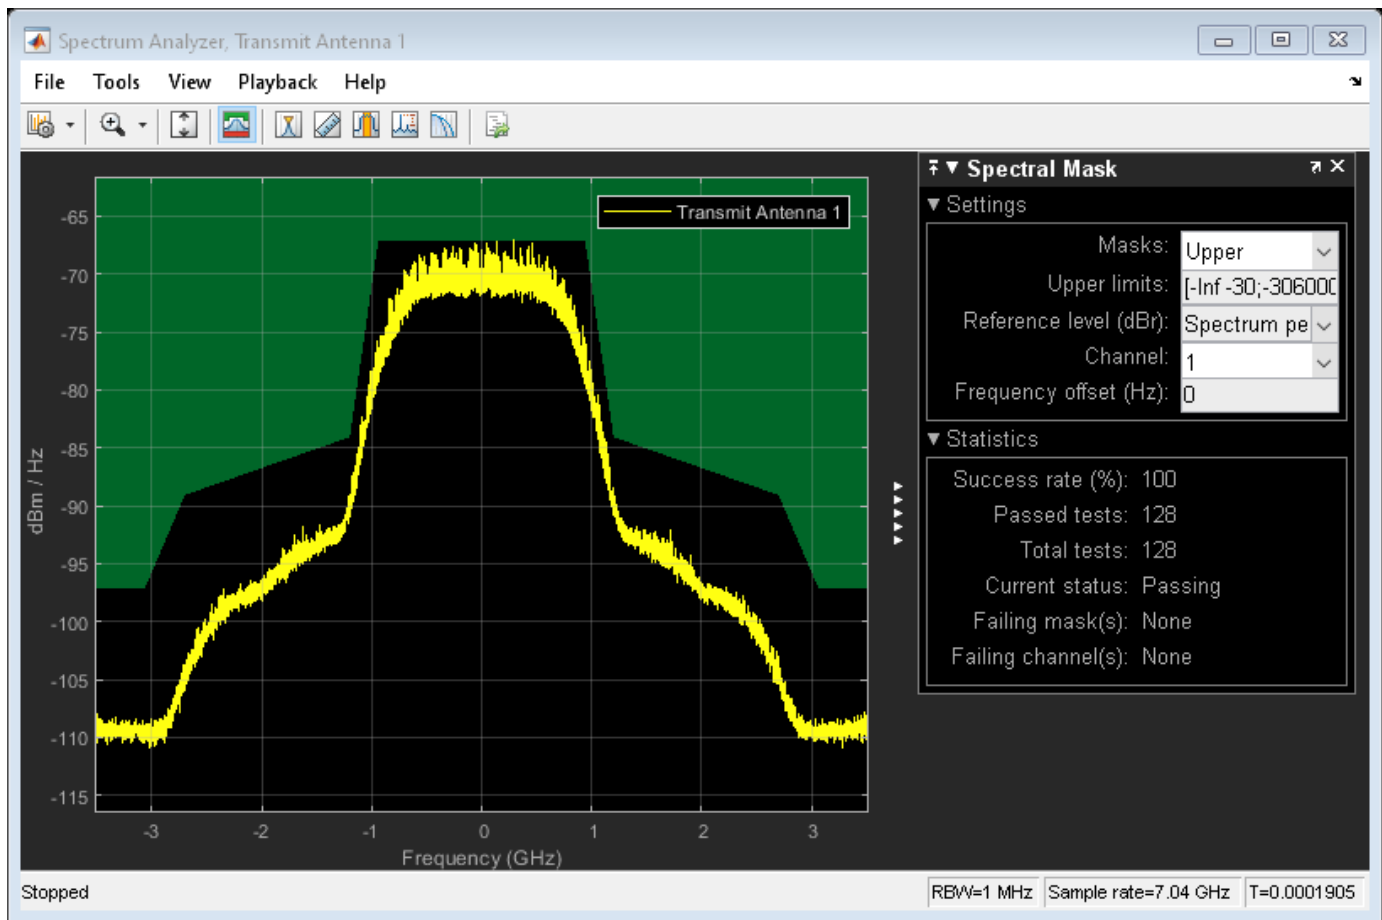 Spectrum Analyzer, Transmit Antenna 1
File Tools View Playback Help
Transmit Antenna 1
-65
-70
-75
-80
-85
-90
-95
-100
-105
-110
-115
dBm / Hz
-3 -2 -1 0 1 2 3
Frequency (GHz)
Spectral Mask
Settings
Masks: Upper
Upper limits: [-Inf -30;-306000
Reference level (dBr): Spectrum pe
Channel: 1
Frequency offset (Hz): 0
Statistics
Success rate (%): 100
Passed tests: 128
Total tests: 128
Current status: Passing
Failing mask(s): None
Failing channel(s): None
Stopped
RBW=1 MHz Sample rate=7.04 GHz T=0.0001905